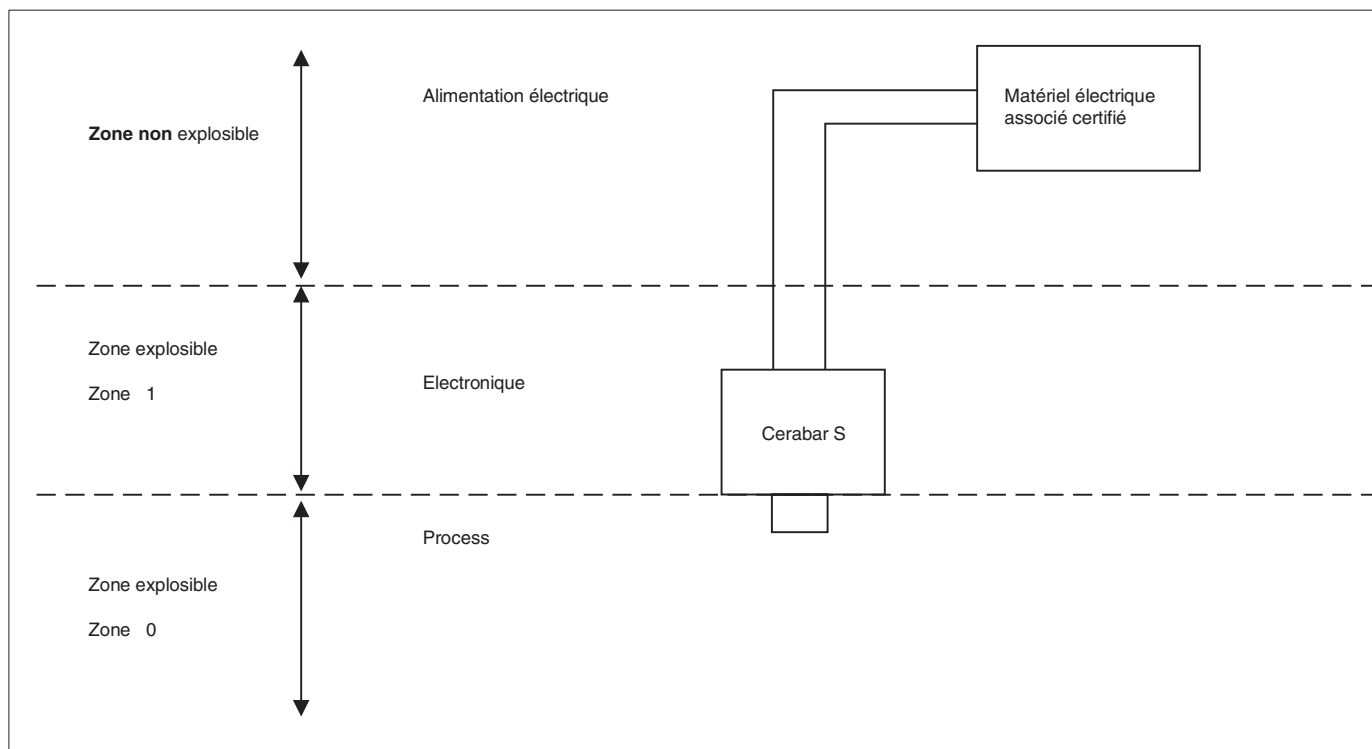 Alimentation électrique
Matériel électrique
associé certifié
Zone non explosible
Zone explosible
Zone 1
Electronique
Cerabar S
Process
Zone explosible
Zone 0